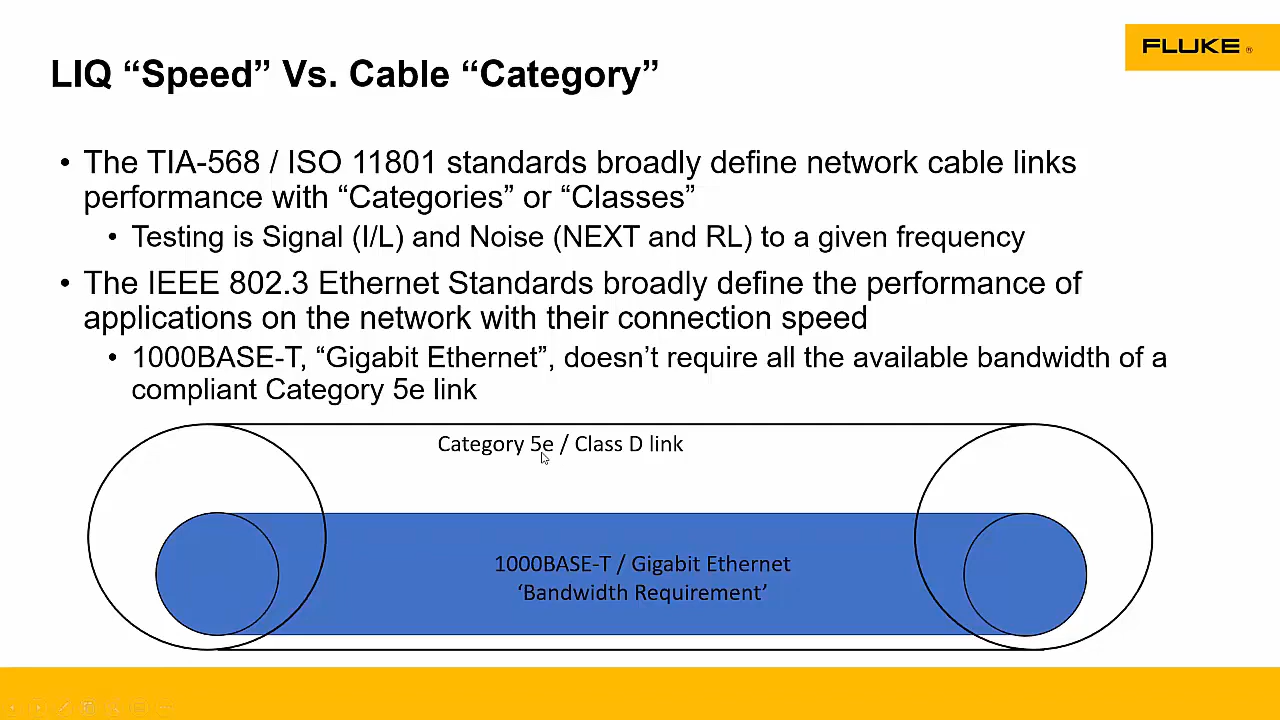 FLUKE ®
LIQ “Speed” Vs. Cable “Category”
• The TIA-568 / ISO 11801 standards broadly define network cable links
performance with “Categories” or “Classes”
• Testing is Signal (I/L) and Noise (NEXT and RL) to a given frequency
• The IEEE 802.3 Ethernet Standards broadly define the performance of
applications on the network with their connection speed
• 1000BASE-T, “Gigabit Ethernet”, doesn’t require all the available bandwidth of a
compliant Category 5e link
Category 5e / Class D link
1000BASE-T / Gigabit Ethernet
‘Bandwidth Requirement’